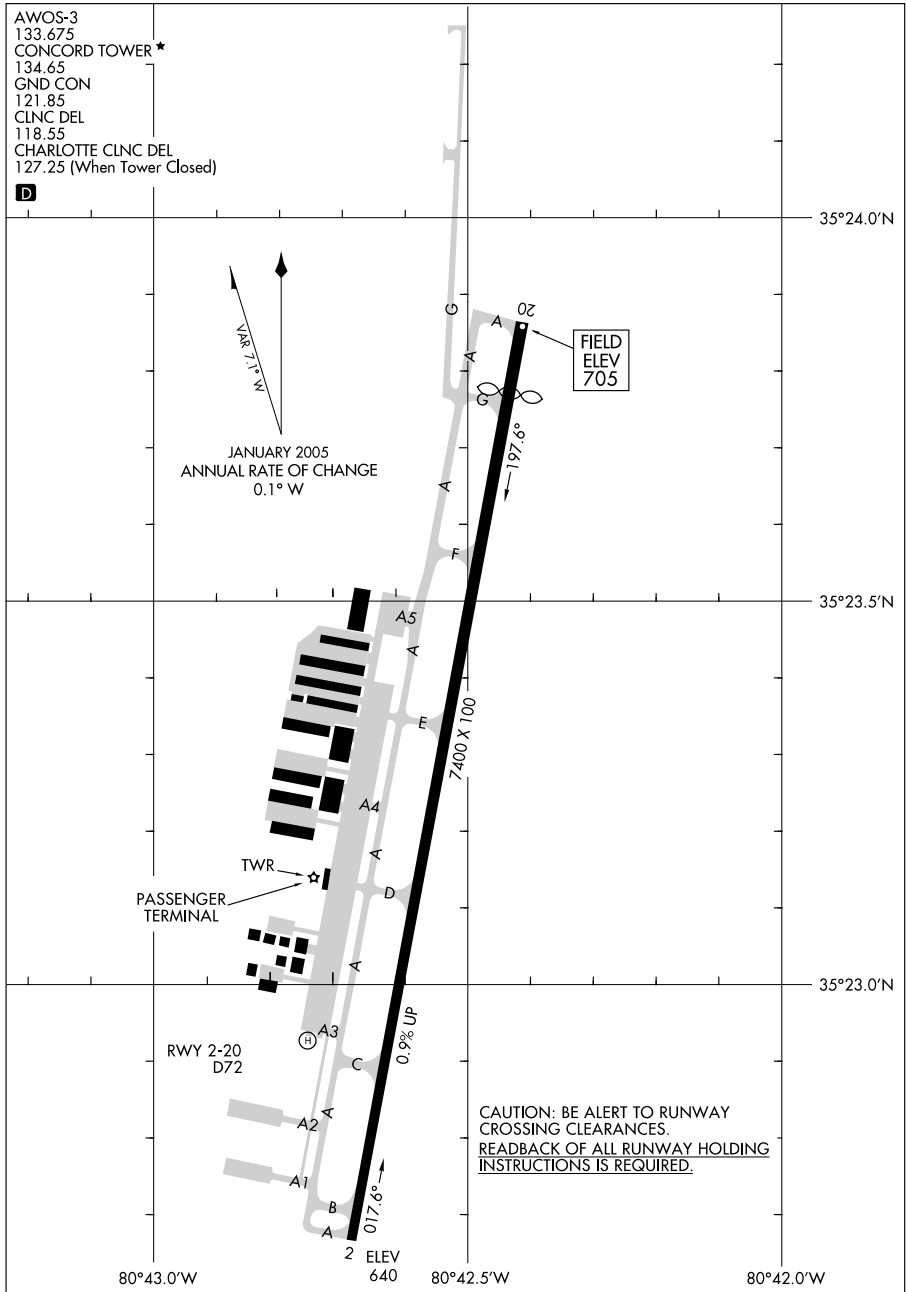 AWOS-3
133.675
CONCORD TOWER★
134.65
GND CON
121.85
CLNC DEL
118.55
CHARLOTTE CLNC DEL
127.25 (When Tower Closed)
D
35°24.0'N
VAR 7.1° W
JANUARY 2005
ANNUAL RATE OF CHANGE
0.1° W
G
A
20
FIELD
ELEV
705
A
G
197.6°
A
F
35°23.5'N
A5
A
E
7400 X 100
A4
A
TWR
D
PASSENGER
TERMINAL
A
35°23.0'N
A3
H
0.9% UP
RWY 2-20
D72
C
A
A2
CAUTION: BE ALERT TO RUNWAY
CROSSING CLEARANCES.
READBACK OF ALL RUNWAY HOLDING
INSTRUCTIONS IS REQUIRED.
A1
B
017.6°
A
2
ELEV
640
80°43.0'W
80°42.5'W
80°42.0'W